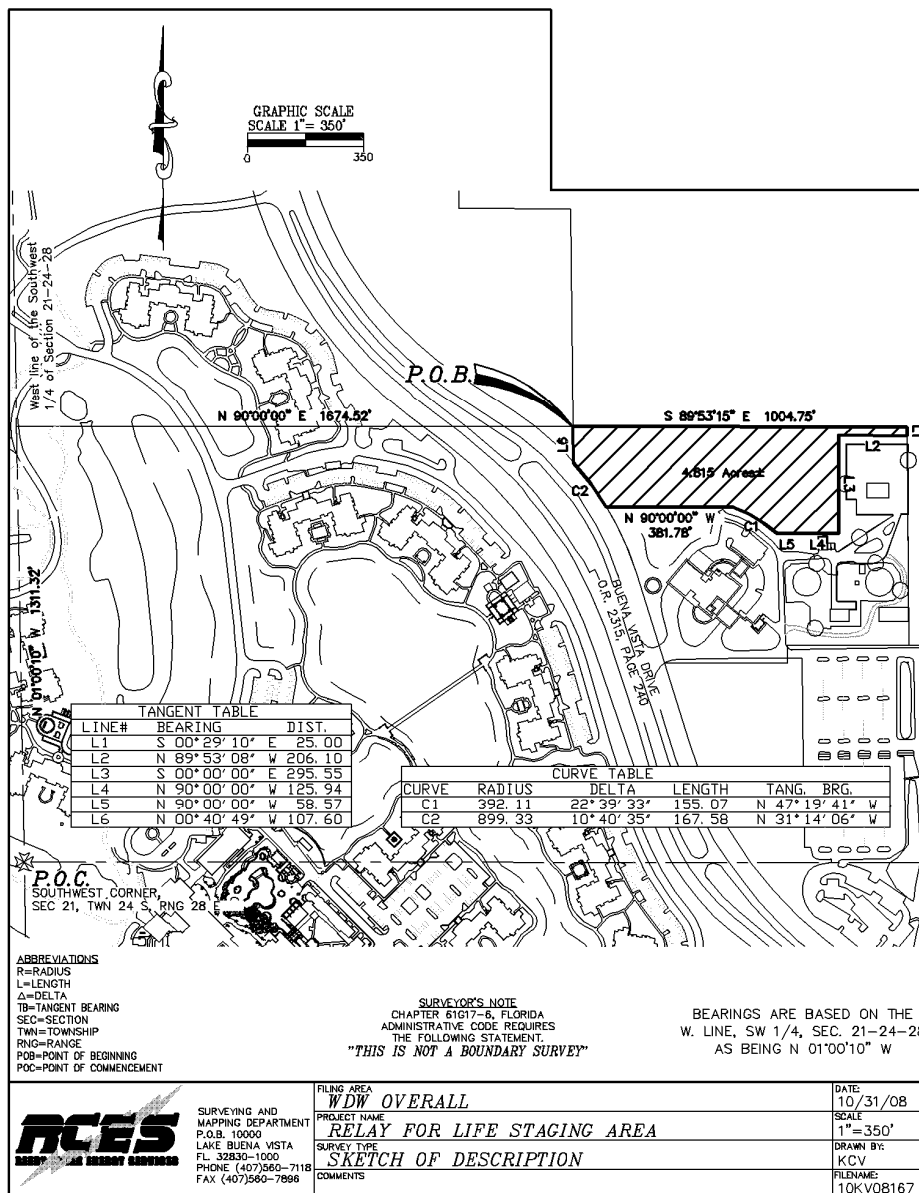 GRAPHIC SCALE
SCALE 1"= 350'
0 350
West line of the Southwest
1/4 of Section 21-24-28
P.O.B.
N 90°00'00" E 1674.52'
S 89°53'15" E 1004.75'
L6
L2
4.815 Acres±
L3
C2
N 90°00'00" W
381.78'
C1
L5 L4
N 01°00'10" W 1311.32'
BUENA VISTA DRIVE
O.R. 2315, PAGE 240
TANGENT TABLE
LINE# BEARING DIST.
L1 S 00°29'10" E 25.00
L2 N 89°53'08" W 206.10
L3 S 00°00'00" E 295.55
L4 N 90°00'00" W 125.94
L5 N 90°00'00" W 58.57
L6 N 00°40'49" W 107.60
CURVE TABLE
CURVE RADIUS DELTA LENGTH TANG. BRG.
C1 392.11 22°39'33" 155.07 N 47°19'41" W
C2 899.33 10°40'35" 167.58 N 31°14'06" W
P.O.C.
SOUTHWEST CORNER,
SEC 21, TWN 24 S, RNG 28 E
ABBREVIATIONS
R=RADIUS
L=LENGTH
△=DELTA
TB=TANGENT BEARING
SEC=SECTION
TWN=TOWNSHIP
RNG=RANGE
POB=POINT OF BEGINNING
POC=POINT OF COMMENCEMENT
SURVEYOR'S NOTE
CHAPTER 61G17-6, FLORIDA
ADMINISTRATIVE CODE REQUIRES
THE FOLLOWING STATEMENT.
"THIS IS NOT A BOUNDARY SURVEY"
BEARINGS ARE BASED ON THE
W. LINE, SW 1/4, SEC. 21-24-28
AS BEING N 01°00'10" W
RCES
SURVEYING AND
MAPPING DEPARTMENT
P.O.B. 10000
LAKE BUENA VISTA
FL. 32830-1000
PHONE (407)560-7118
FAX (407)560-7896
FILING AREA
WDW OVERALL
PROJECT NAME
RELAY FOR LIFE STAGING AREA
SURVEY TYPE
SKETCH OF DESCRIPTION
COMMENTS
DATE:
10/31/08
SCALE
1"=350'
DRAWN BY:
KCV
FILENAME:
10KV08167